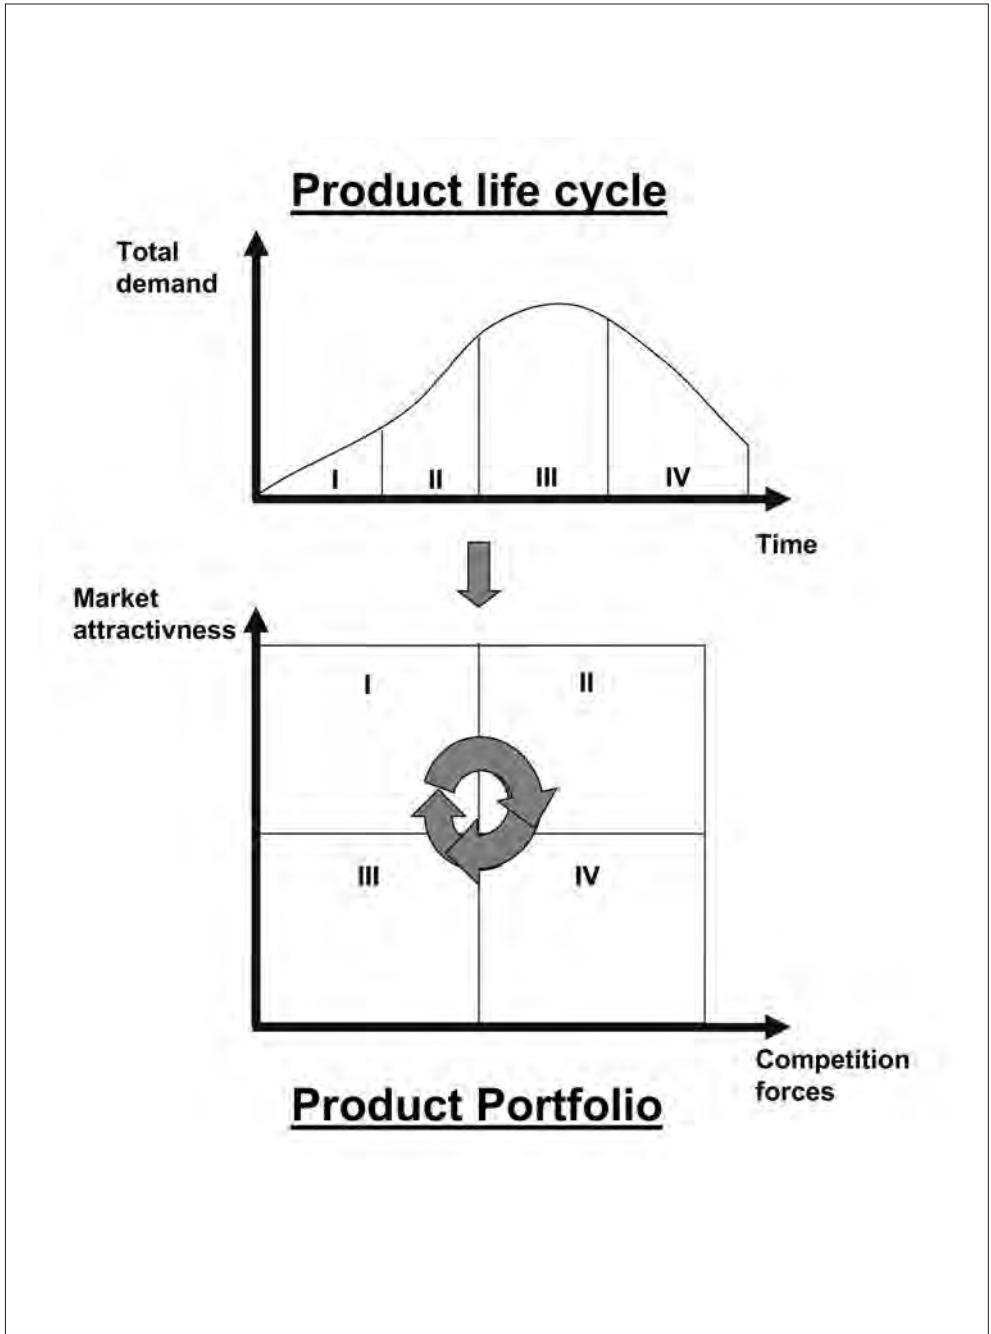 Product life cycle
Total
demand
I
II
III
IV
Time
Market
attractivness
I
II
III
IV
Competition
forces
Product Portfolio